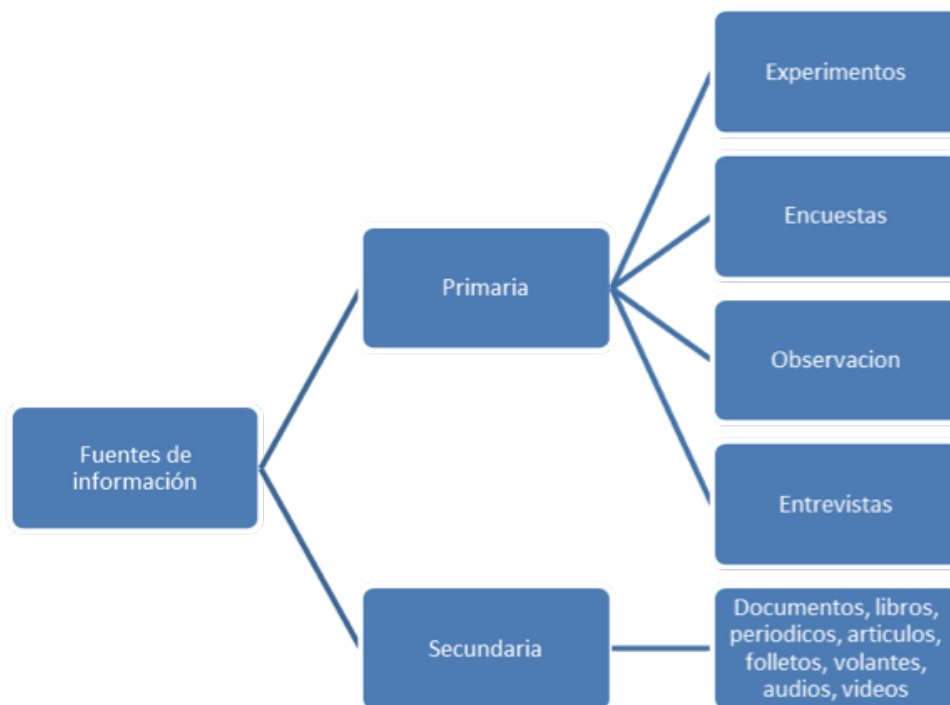 Experimentos
Encuestas
Primaria
Observacion
Fuentes de
información
Entrevistas
Secundaria
Documentos, libros,
periodicos, articulos,
folletos, volantes,
audios, videos